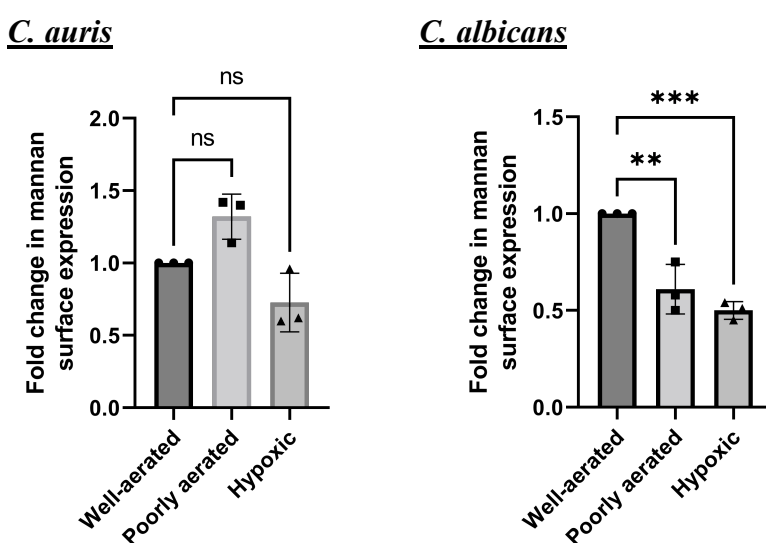 C. auris
ns
ns
2.0
1.5
1.0
0.5
0.0
Fold change in mannan
surface expression
Well-aerated
Poorly aerated
Hypoxic
C. albicans
***
**
1.5
1.0
0.5
0.0
Fold change in mannan
surface expression
Well-aerated
Poorly aerated
Hypoxic